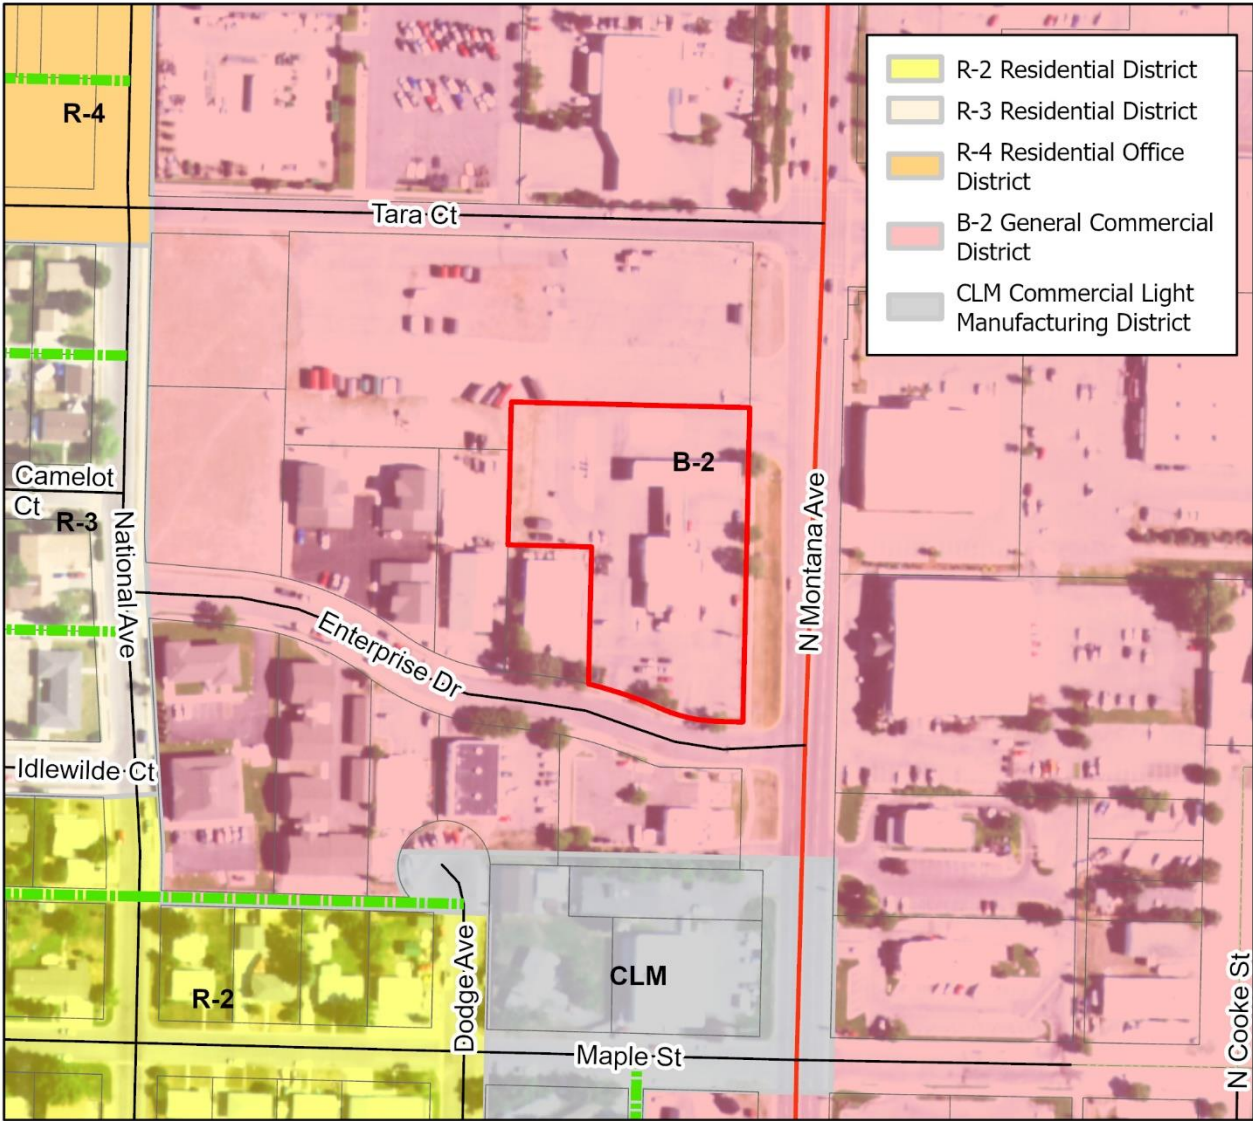 R-2 Residential District
R-3 Residential District
R-4 Residential Office
District
B-2 General Commercial
District
CLM Commercial Light
Manufacturing District
R-4
Tara Ct
B-2
Camelot
Ct
R-3
National Ave
N Montana Ave
Enterprise Dr
Idlewilde Ct
R-2
Dodge Ave
CLM
Maple St
N Cooke St